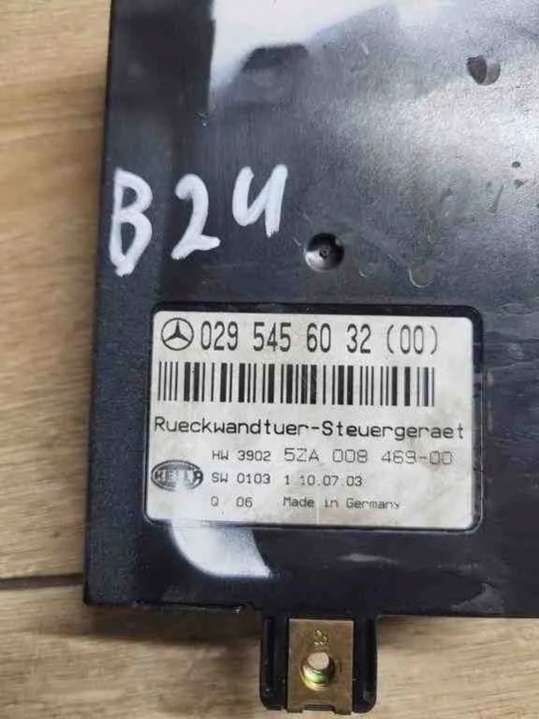 B24
029 545 60 32 (00)
Rueckwandtuer-Steuergeraet
HW 3902 5ZA 008 469-00
HELLA
SW 0103 1 10.07.03
Q 06 Made in Germany